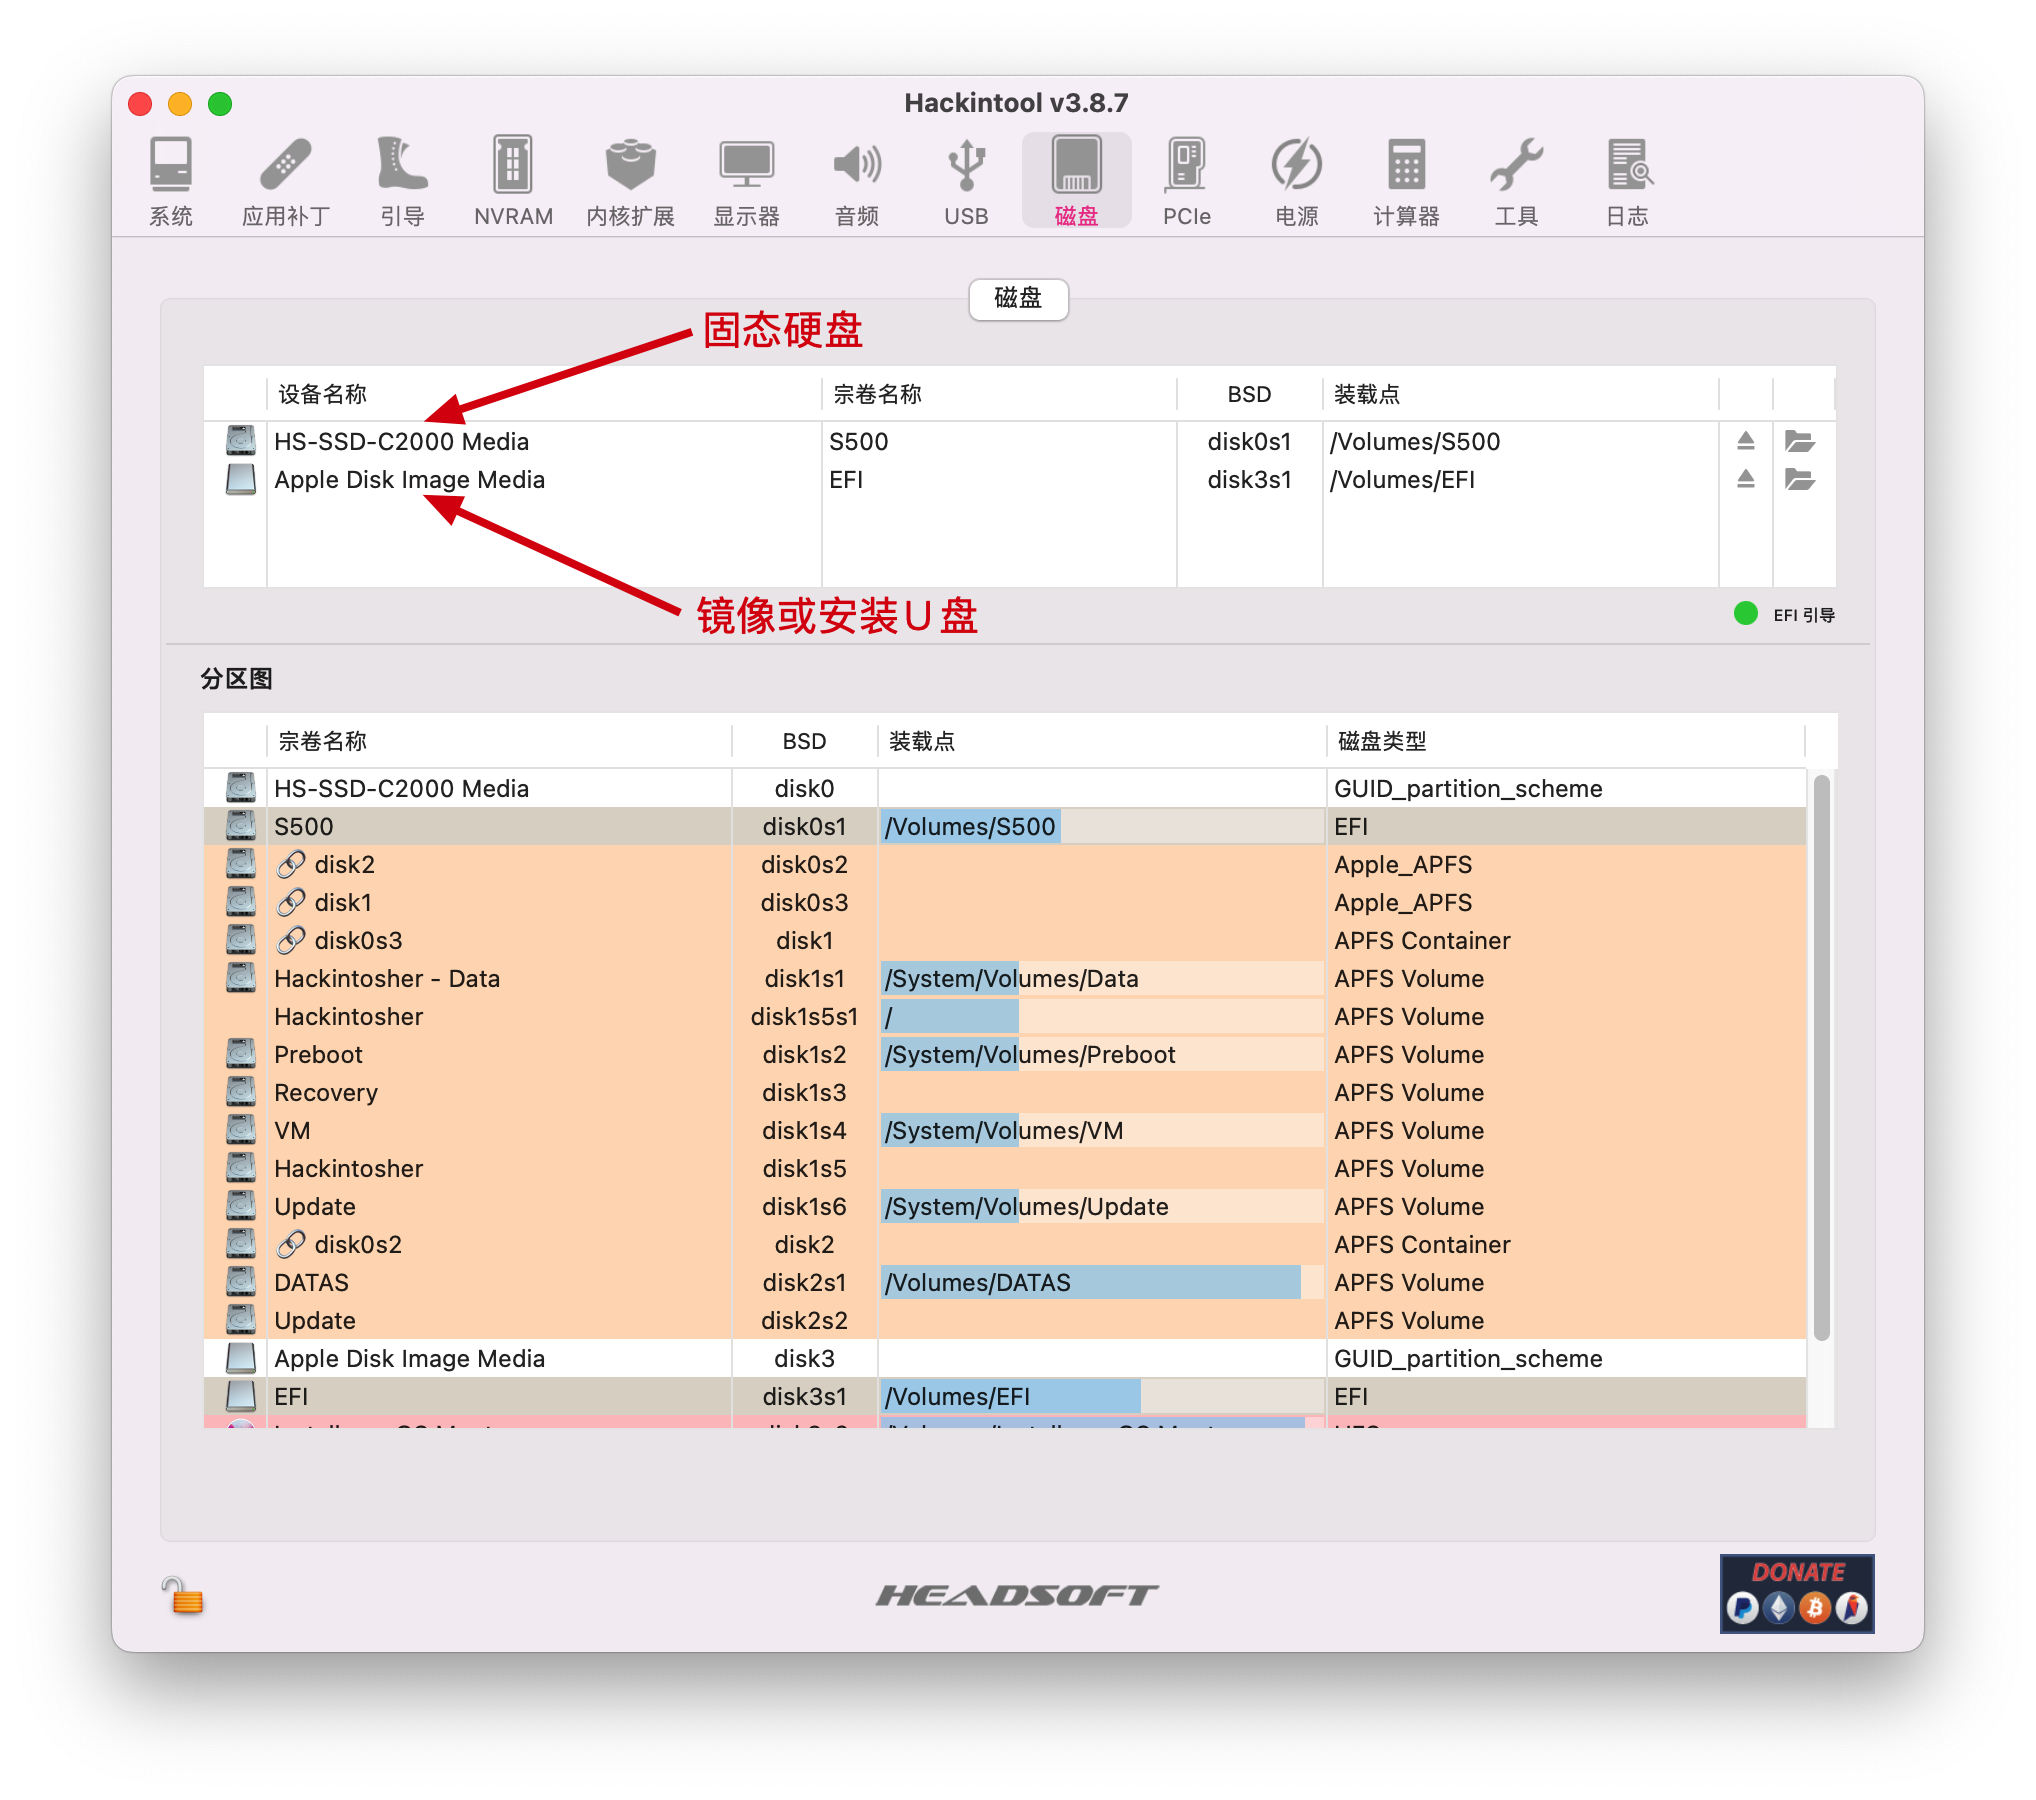 Hackintool v3.8.7
系统 应用补丁 引导 NVRAM 内核扩展 显示器 音频 USB 磁盘 PCIe 电源 计算器 工具 日志
磁盘
固态硬盘
设备名称 宗卷名称 BSD 装载点
HS-SSD-C2000 Media S500 disk0s1 /Volumes/S500
Apple Disk Image Media EFI disk3s1 /Volumes/EFI
镜像或安装U盘
EFI 引导
分区图
宗卷名称 BSD 装载点 磁盘类型
HS-SSD-C2000 Media disk0 GUID_partition_scheme
S500 disk0s1 /Volumes/S500 EFI
disk2 disk0s2 Apple_APFS
disk1 disk0s3 Apple_APFS
disk0s3 disk1 APFS Container
Hackintosher - Data disk1s1 /System/Volumes/Data APFS Volume
Hackintosher disk1s5s1 / APFS Volume
Preboot disk1s2 /System/Volumes/Preboot APFS Volume
Recovery disk1s3 APFS Volume
VM disk1s4 /System/Volumes/VM APFS Volume
Hackintosher disk1s5 APFS Volume
Update disk1s6 /System/Volumes/Update APFS Volume
disk0s2 disk2 APFS Container
DATAS disk2s1 /Volumes/DATAS APFS Volume
Update disk2s2 APFS Volume
Apple Disk Image Media disk3 GUID_partition_scheme
EFI disk3s1 /Volumes/EFI EFI
HEADSOFT
DONATE